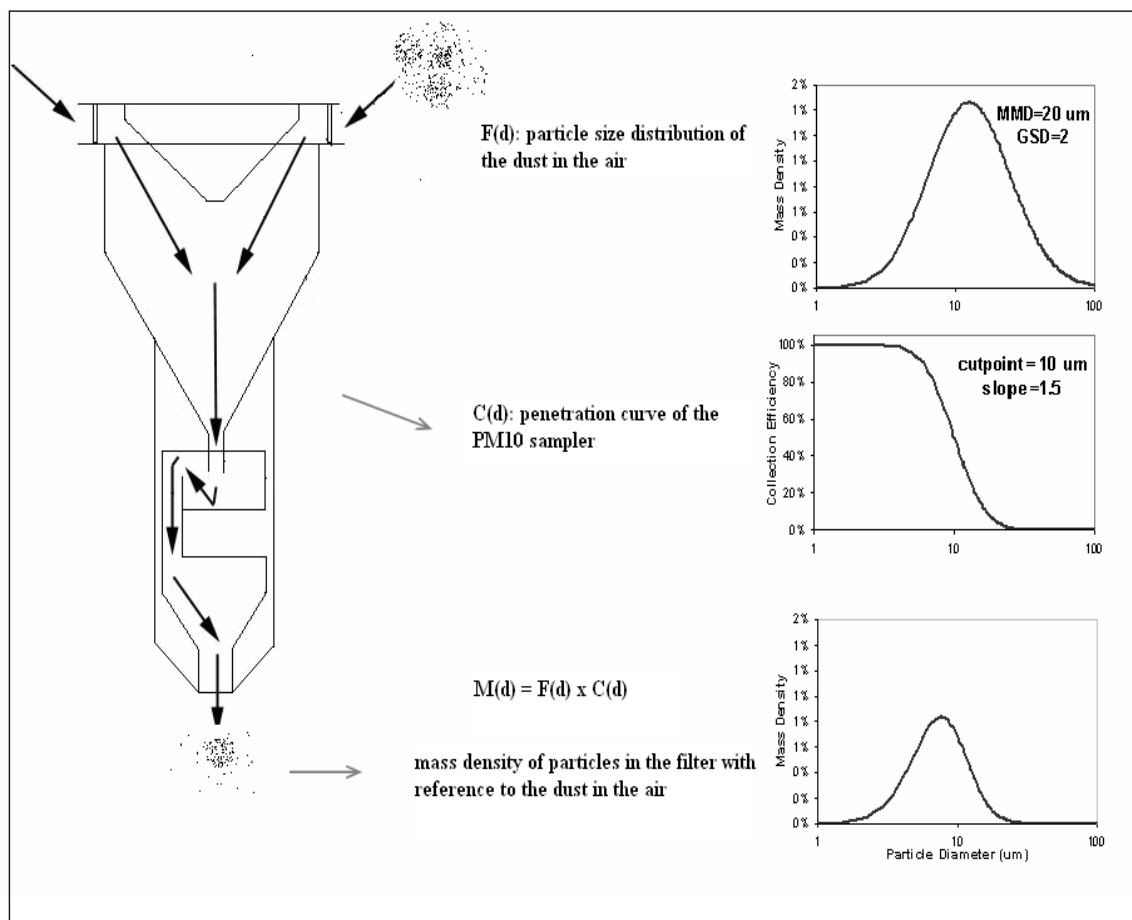 F(d): particle size distribution of
the dust in the air
2%
1%
1%
1%
1%
1%
0%
0%
0%
Mass Density
MMD=20 um
GSD=2
1
10
100
C(d): penetration curve of the
PM10 sampler
100%
80%
60%
40%
20%
0%
Collection Efficiency
cutpoint = 10 um
slope =1.5
1
10
100
M(d) = F(d) x C(d)
mass density of particles in the filter with
reference to the dust in the air
2%
1%
1%
1%
1%
1%
0%
0%
0%
Mass Density
1
10
100
Particle Diameter (um)